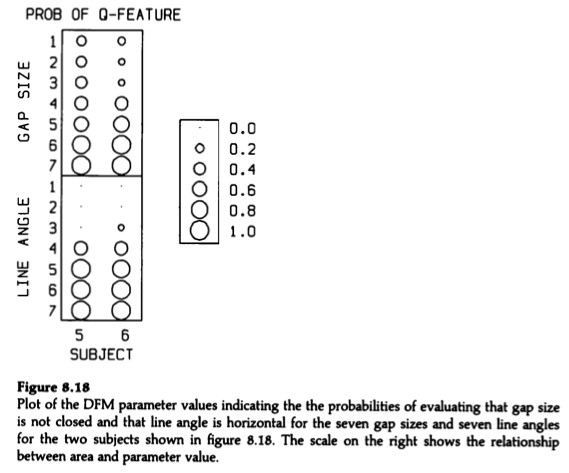 PROB OF Q-FEATURE
GAP SIZE
1
2
3
4
5
6
7
LINE ANGLE
1
2
3
4
5
6
7
5 6
SUBJECT
0.0
0.2
0.4
0.6
0.8
1.0
Figure 8.18
Plot of the DFM parameter values indicating the the probabilities of evaluating that gap size
is not closed and that line angle is horizontal for the seven gap sizes and seven line angles
for the two subjects shown in figure 8.18. The scale on the right shows the relationship
between area and parameter value.